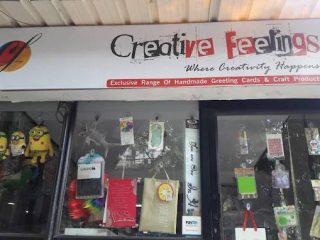 Creative Feelings
Where Creativity Happens
Exclusive Range Of Handmade Greeting Cards & Craft Product